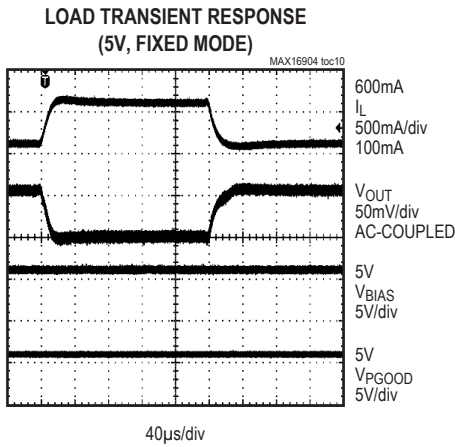 LOAD TRANSIENT RESPONSE
(5V, FIXED MODE)
MAX16904 toc10
T
600mA
IL
500mA/div
100mA
VOUT
50mV/div
AC-COUPLED
5V
VBIAS
5V/div
5V
VPGOOD
5V/div
40µs/div